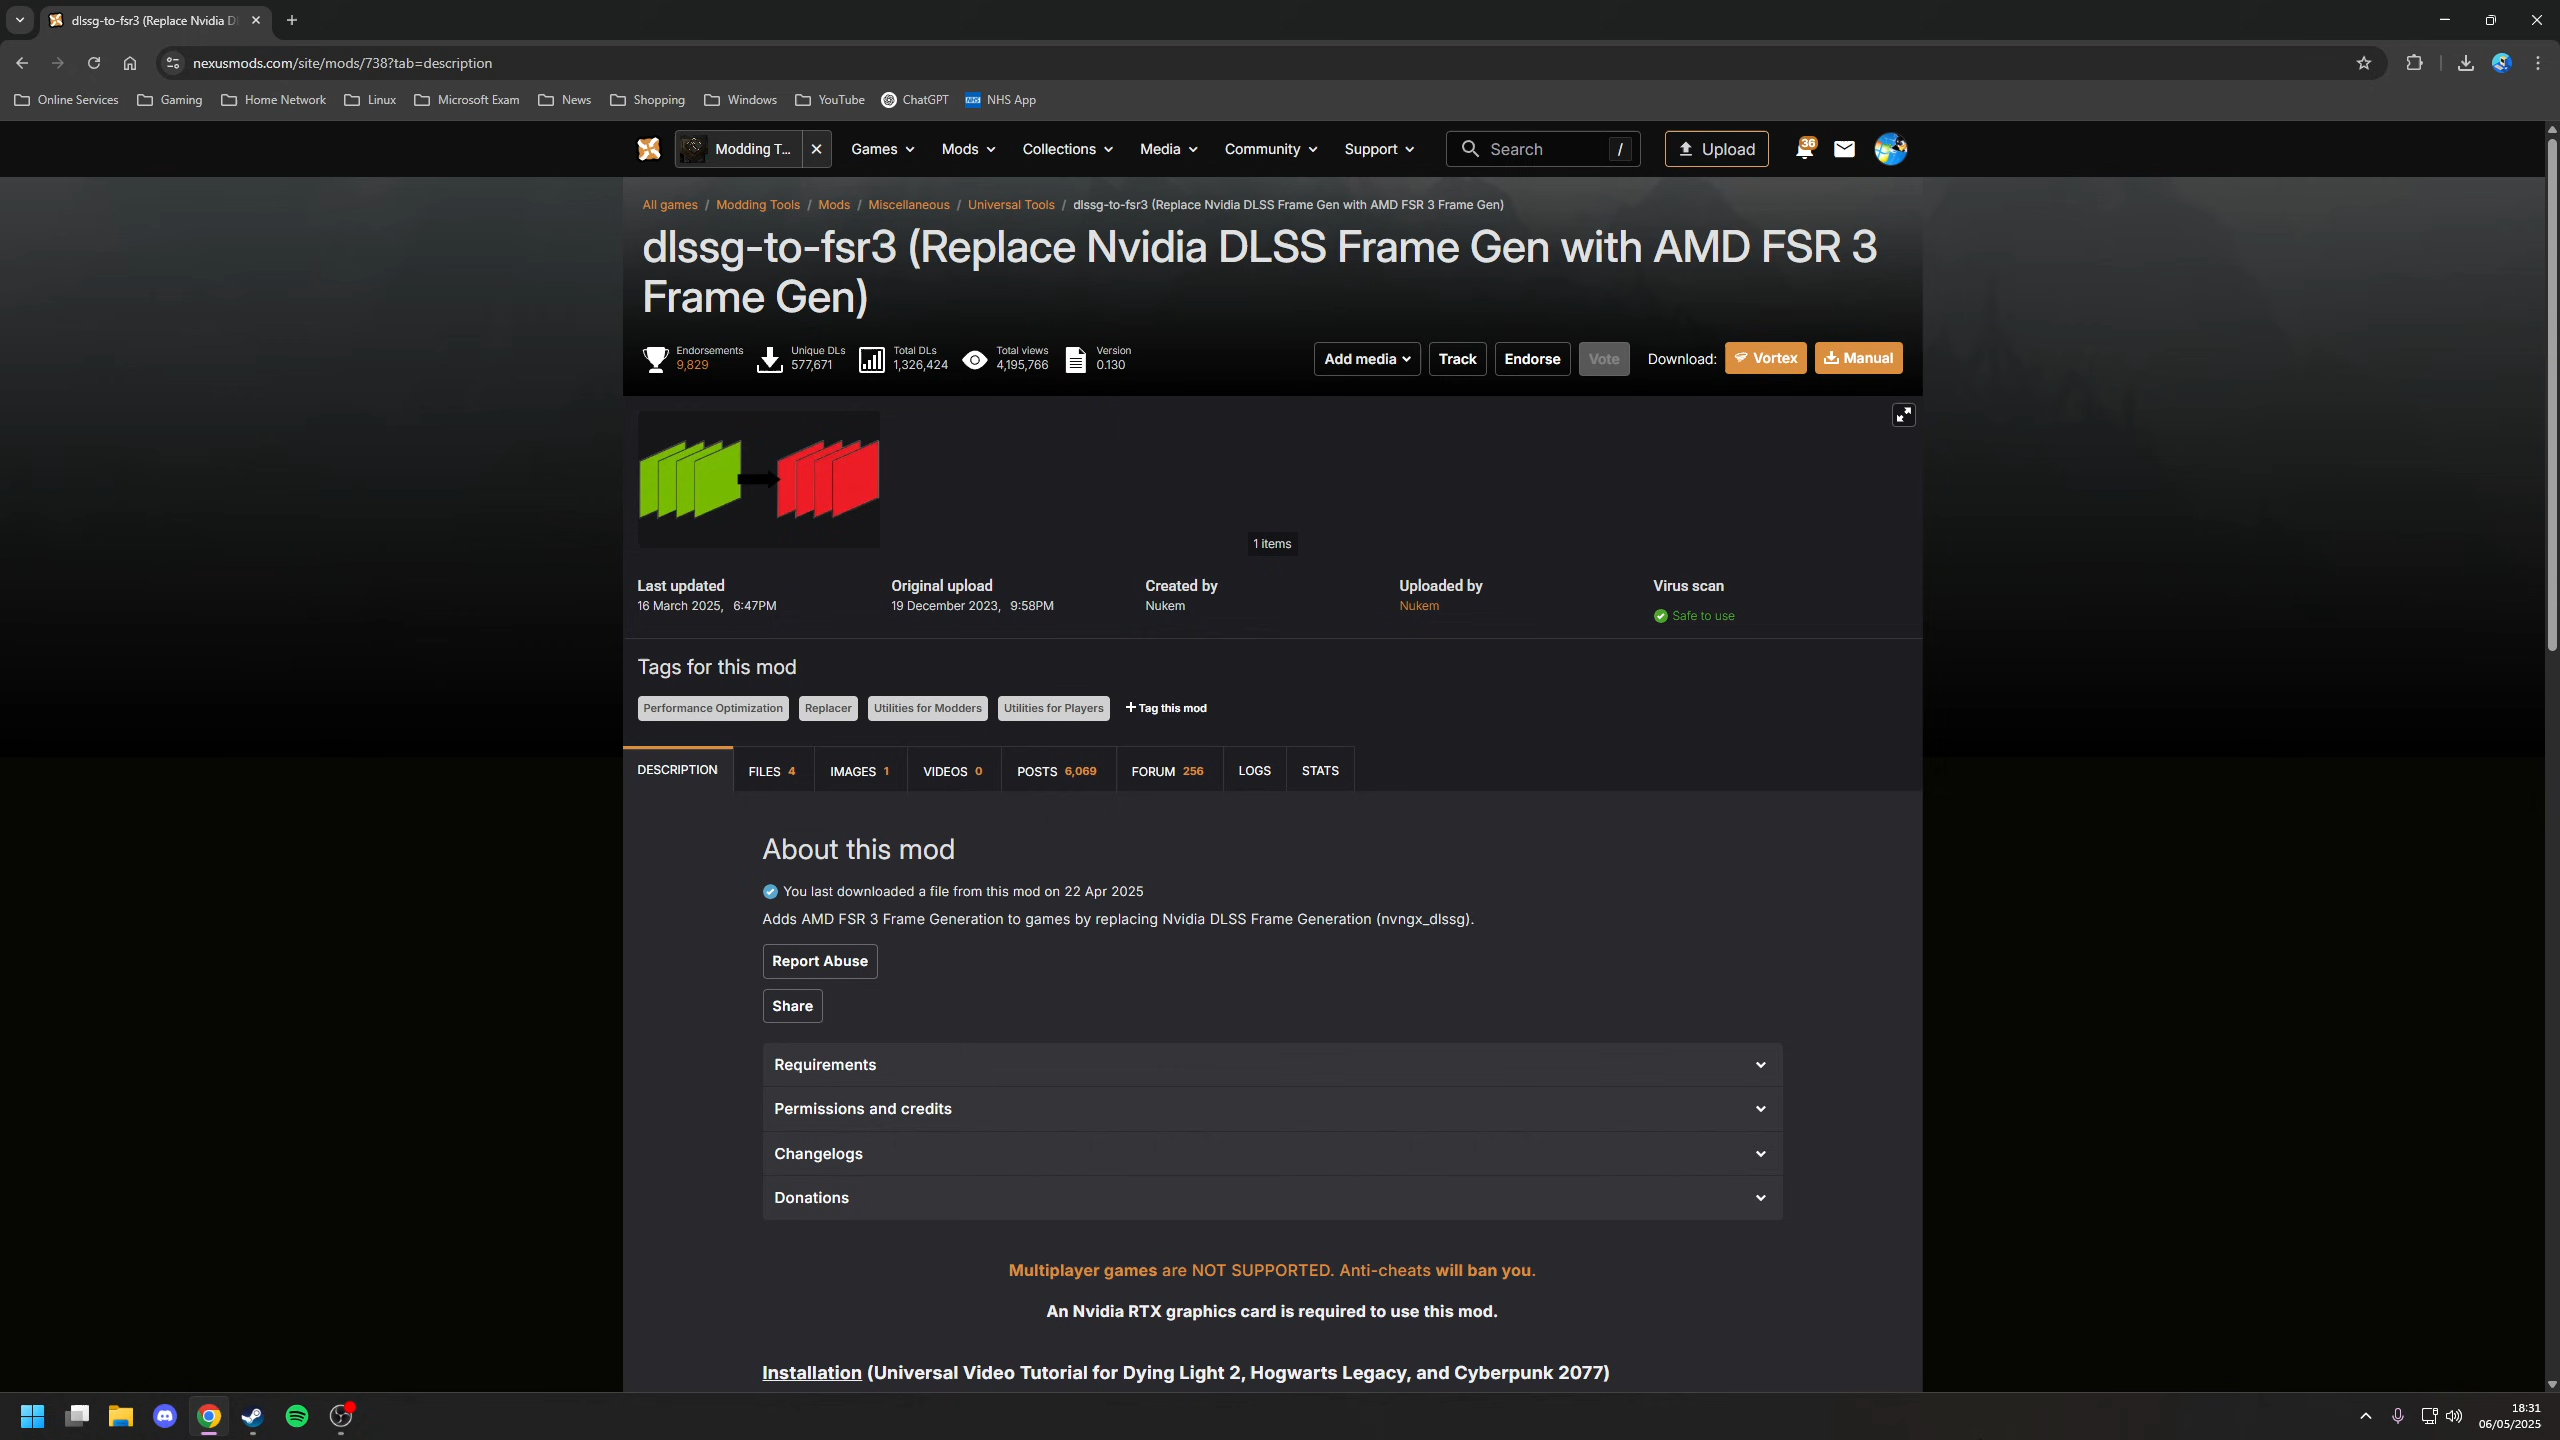 dlssg-to-fsr3 (Replace Nvidia D
nexusmods.com/site/mods/738?tab=description
Online Services
Gaming
Home Network
Linux
Microsoft Exam
News
Shopping
Windows
YouTube
ChatGPT
NHS App
Modding T...
Games
Mods
Collections
Media
Community
Support
Search
/
Upload
36
All games / Modding Tools / Mods / Miscellaneous / Universal Tools / dlssg-to-fsr3 (Replace Nvidia DLSS Frame Gen with AMD FSR 3 Frame Gen)
dlssg-to-fsr3 (Replace Nvidia DLSS Frame Gen with AMD FSR 3
Frame Gen)
Endorsements
9,829
Unique DLs
577,671
Total DLs
1,326,424
Total views
4,195,766
Version
0.130
Add media
Track
Endorse
Vote
Download:
Vortex
Manual
1 items
Last updated
16 March 2025, 6:47PM
Original upload
19 December 2023, 9:58PM
Created by
Nukem
Uploaded by
Nukem
Virus scan
Safe to use
Tags for this mod
Performance Optimization
Replacer
Utilities for Modders
Utilities for Players
+ Tag this mod
DESCRIPTION
FILES 4
IMAGES 1
VIDEOS 0
POSTS 6,069
FORUM 256
LOGS
STATS
About this mod
You last downloaded a file from this mod on 22 Apr 2025
Adds AMD FSR 3 Frame Generation to games by replacing Nvidia DLSS Frame Generation (nvngx_dlssg).
Report Abuse
Share
Requirements
Permissions and credits
Changelogs
Donations
Multiplayer games are NOT SUPPORTED. Anti-cheats will ban you.
An Nvidia RTX graphics card is required to use this mod.
Installation (Universal Video Tutorial for Dying Light 2, Hogwarts Legacy, and Cyberpunk 2077)
18:31
06/05/2025